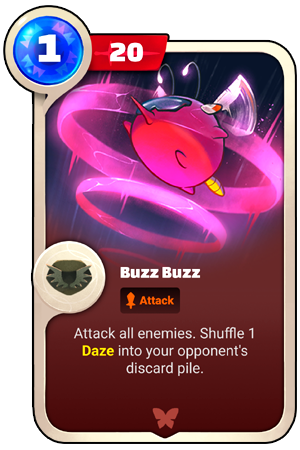 1
20
Buzz Buzz
Attack
Attack all enemies. Shuffle 1
Daze into your opponent's
discard pile.